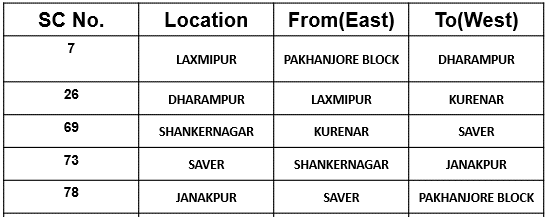 SC No. Location From(East) To(West)
7 LAXMIPUR PAKHANJORE BLOCK DHARAMPUR
26 DHARAMPUR LAXMIPUR KURENAR
69 SHANKERNAGAR KURENAR SAVER
73 SAVER SHANKERNAGAR JANAKPUR
78 JANAKPUR SAVER PAKHANJORE BLOCK